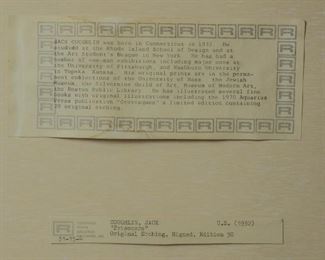 JACK COUGHLIN was born in Connecticut in 1932. He
studied at the Rhode Island School of Design and at
the Art Student's League in New York. He has had a
number of one-man exhibitions including major one at
the University of Pittsburgh, and Washburn University
in Topeka Kansas. His original prints are in the perma-
nent collections of the University of Mass. the Jewish
Museum, the Metropolitan Guild of Art, Museum of Modern Art,
the Boston Public Library. He has illustrated several fine
books with original illustrations including the 1970 Aquarius
Press publication "Grotesques" a limited edition containing
28 original etching.
COUGHLIN, JACK U.S. (1932)
"Prisoners"
Original Etching, Signed, Edition 50